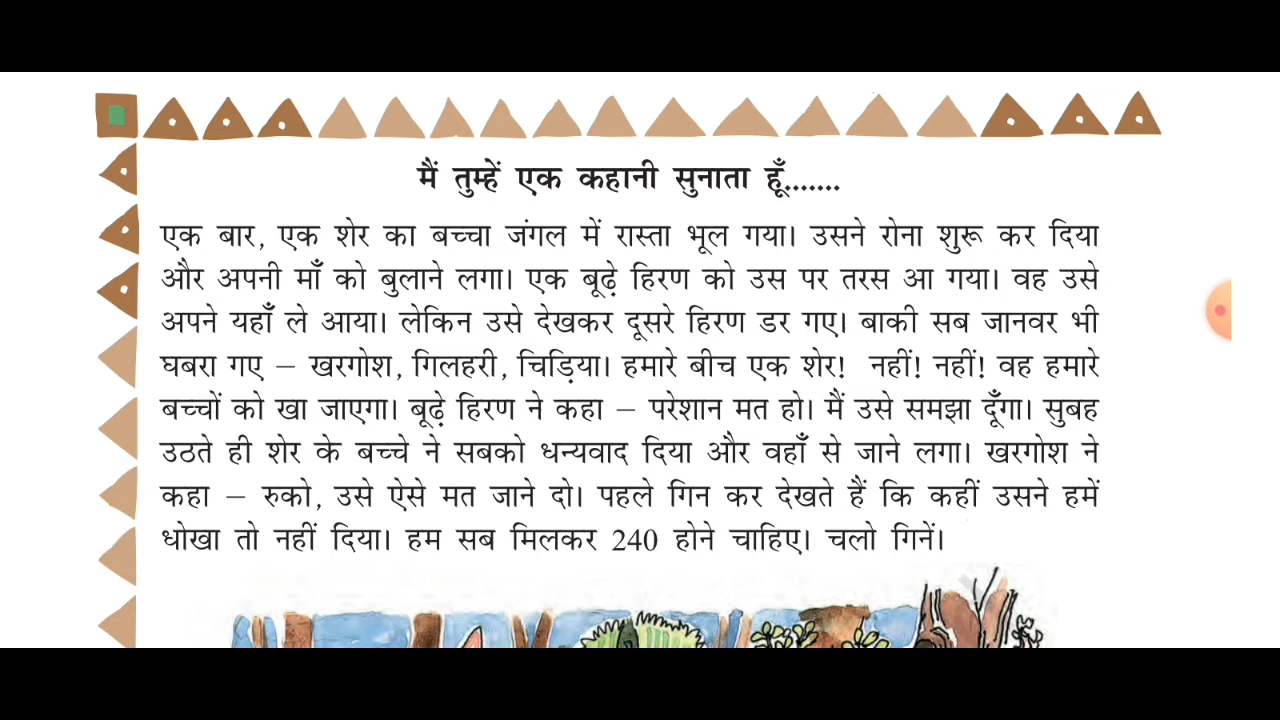 मैं तुम्हें एक कहानी सुनाता हूँ.......
एक बार, एक शेर का बच्चा जंगल में रास्ता भूल गया। उसने रोना शुरू कर दिया
और अपनी माँ को बुलाने लगा। एक बूढ़े हिरण को उस पर तरस आ गया। वह उसे
अपने यहाँ ले आया। लेकिन उसे देखकर दूसरे हिरण डर गए। बाकी सब जानवर भी
घबरा गए – खरगोश, गिलहरी, चिड़िया। हमारे बीच एक शेर! नहीं! नहीं! वह हमारे
बच्चों को खा जाएगा। बूढ़े हिरण ने कहा – परेशान मत हो। मैं उसे समझा दूँगा। सुबह
उठते ही शेर के बच्चे ने सबको धन्यवाद दिया और वहाँ से जाने लगा। खरगोश ने
कहा – रुको, उसे ऐसे मत जाने दो। पहले गिन कर देखते हैं कि कहीं उसने हमें
धोखा तो नहीं दिया। हम सब मिलकर 240 होने चाहिए। चलो गिनें।